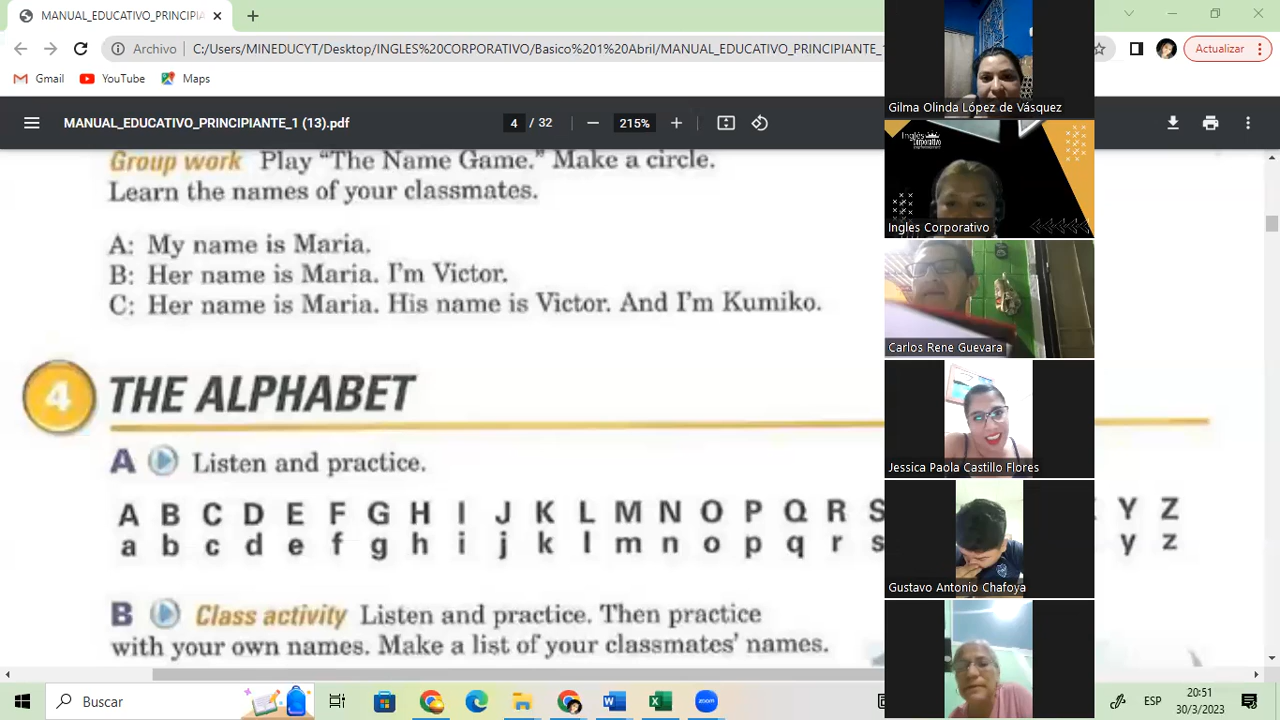 MANUAL_EDUCATIVO_PRINCIPIA
Archivo
C:/Users/MINEDUCYT/Desktop/INGLES%20CORPORATIVO/Basico%201%20Abril/MANUAL_EDUCATIVO_PRINCIPIANTE_1
Actualizar
Gmail
YouTube
Maps
MANUAL_EDUCATIVO_PRINCIPIANTE_1 (13).pdf
4 / 32
215%
Group work Play “The Name Game.” Make a circle.
Learn the names of your classmates.
A: My name is Maria.
B: Her name is Maria. I’m Victor.
C: Her name is Maria. His name is Victor. And I’m Kumiko.
4 THE ALPHABET
A Listen and practice.
A B C D E F G H I J K L M N O P Q R S Y Z
a b c d e f g h i j k l m n o p q r s y z
B Class activity Listen and practice. Then practice
with your own names. Make a list of your classmates’ names.
Gilma Olinda López de Vásquez
Inglés
Corporativo
Ingles Corporativo
Carlos Rene Guevara
Jessica Paola Castillo Flores
Gustavo Antonio Chafoya
Buscar
zoom
ESP
20:51
30/3/2023